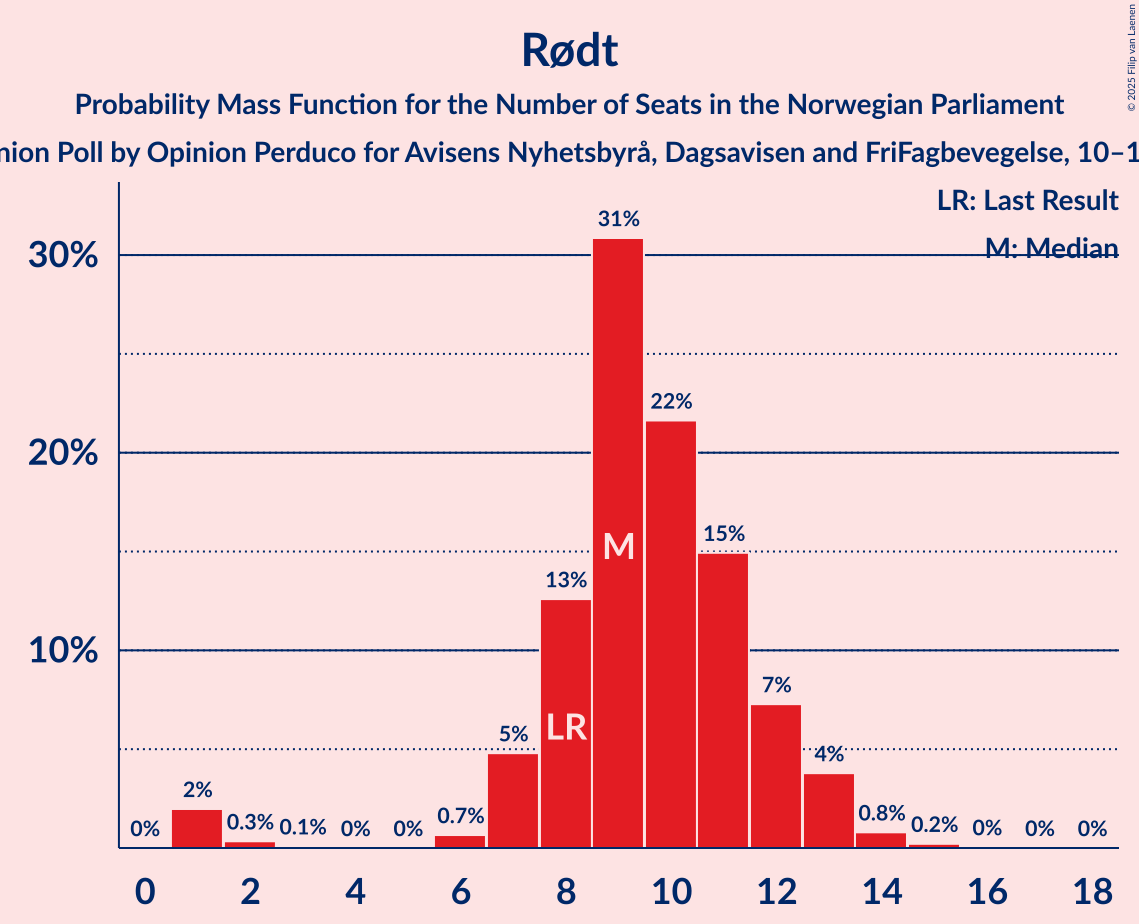 © 2025 Filip van Laenen
Rødt
Probability Mass Function for the Number of Seats in the Norwegian Parliament
Poll by Opinion Perduco for Avisens Nyhetsbyrå, Dagsavisen and FriFagbevegelse,
LR: Last Result
M: Median
31%
30%
22%
20%
15%
M
13%
10%
7%
LR
5%
4%
2%
0% 0.3% 0.1% 0% 0% 0.7% 0.8% 0.2% 0% 0% 0%
0 2 4 6 8 10 12 14 16 18